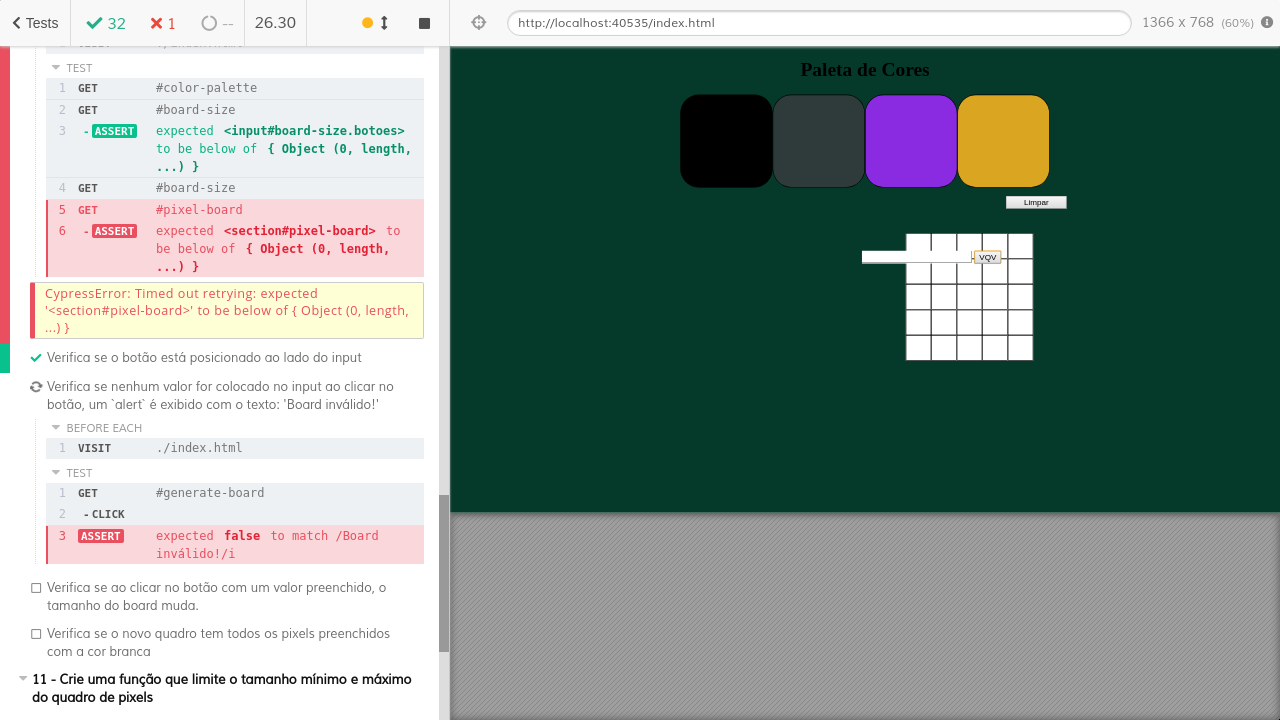 Tests
32
1
--
26.30
http://localhost:40535/index.html
1366 x 768 (60%)
TEST
1 GET #color-palette
2 GET #board-size
3 -ASSERT expected <input#board-size.botoes>
to be below of { Object (0, length,
...) }
4 GET #board-size
5 GET #pixel-board
6 -ASSERT expected <section#pixel-board> to
be below of { Object (0, length,
...) }
CypressError: Timed out retrying: expected
'<section#pixel-board>' to be below of { Object (0, length,
...) }
Verifica se o botão está posicionado ao lado do input
Verifica se nenhum valor for colocado no input ao clicar no
botão, um `alert` é exibido com o texto: 'Board inválido!'
BEFORE EACH
1 VISIT ./index.html
TEST
1 GET #generate-board
2 -CLICK
3 ASSERT expected false to match /Board
inválido!/i
Verifica se ao clicar no botão com um valor preenchido, o
tamanho do board muda.
Verifica se o novo quadro tem todos os pixels preenchidos
com a cor branca
11 - Crie uma função que limite o tamanho mínimo e máximo
do quadro de pixels
Paleta de Cores
Limpar
VQV